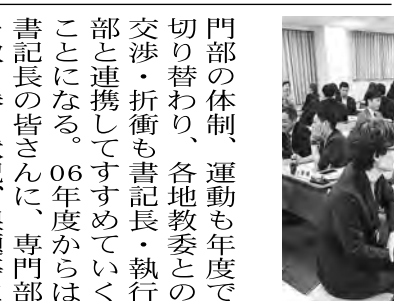 門部の体制、運動も年度で
切り替わり、各地教委との
交渉・折衝も書記長・執行
部と連携してすすめていく
ことになる。06年度からは
書記長の皆さんに、専門部